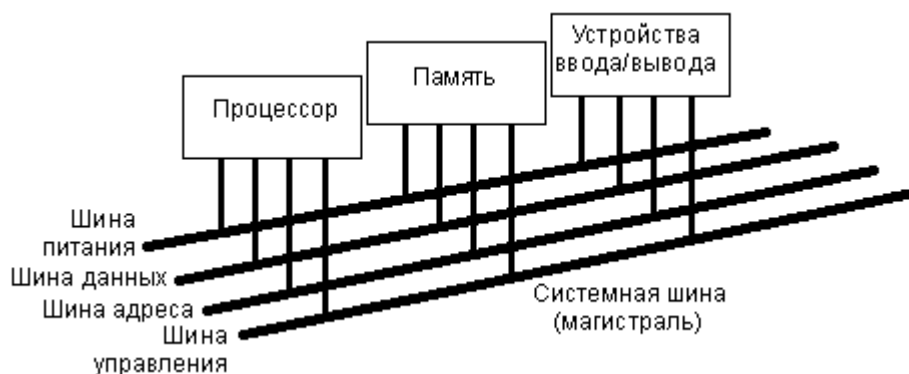 Устройства
ввода/вывода
Память
Процессор
Шина
питания
Шина данных
Шина адреса
Шина
управления
Системная шина
(магистраль)